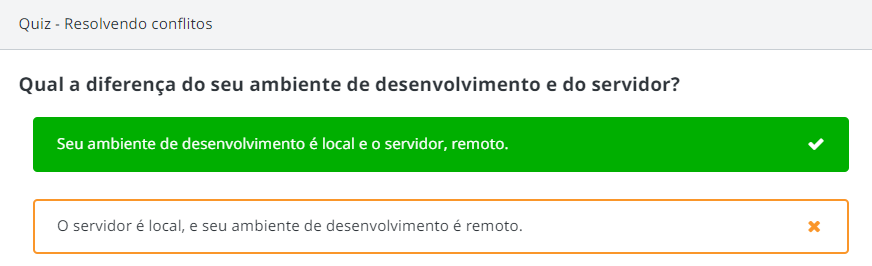 Quiz - Resolvendo conflitos
Qual a diferença do seu ambiente de desenvolvimento e do servidor?
Seu ambiente de desenvolvimento é local e o servidor, remoto.
O servidor é local, e seu ambiente de desenvolvimento é remoto.